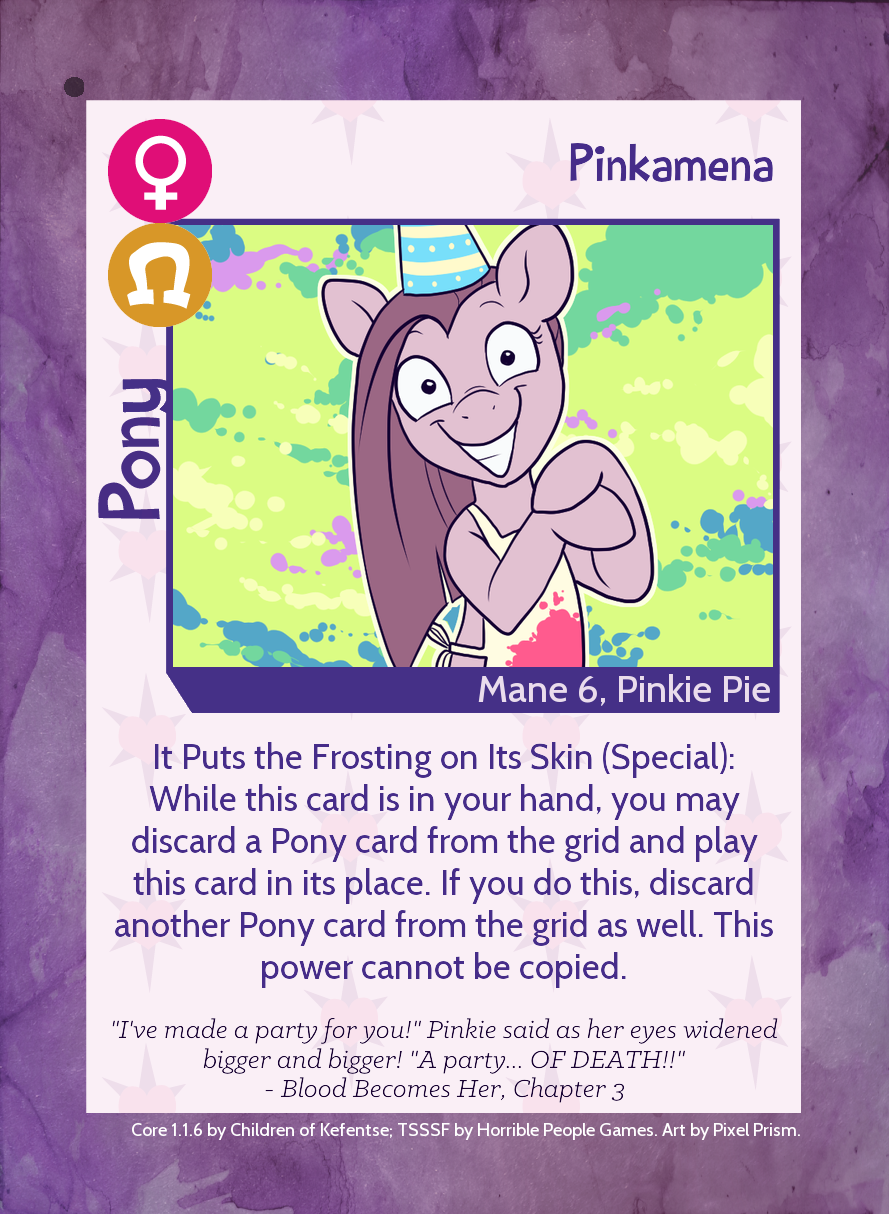 Pinkamena
Pony
Mane 6, Pinkie Pie
It Puts the Frosting on Its Skin (Special):
While this card is in your hand, you may
discard a Pony card from the grid and play
this card in its place. If you do this, discard
another Pony card from the grid as well. This
power cannot be copied.
"I've made a party for you!" Pinkie said as her eyes widened
bigger and bigger! "A party... OF DEATH!!"
- Blood Becomes Her, Chapter 3
Core 1.1.6 by Children of Kefentse; TSSSF by Horrible People Games. Art by Pixel Prism.